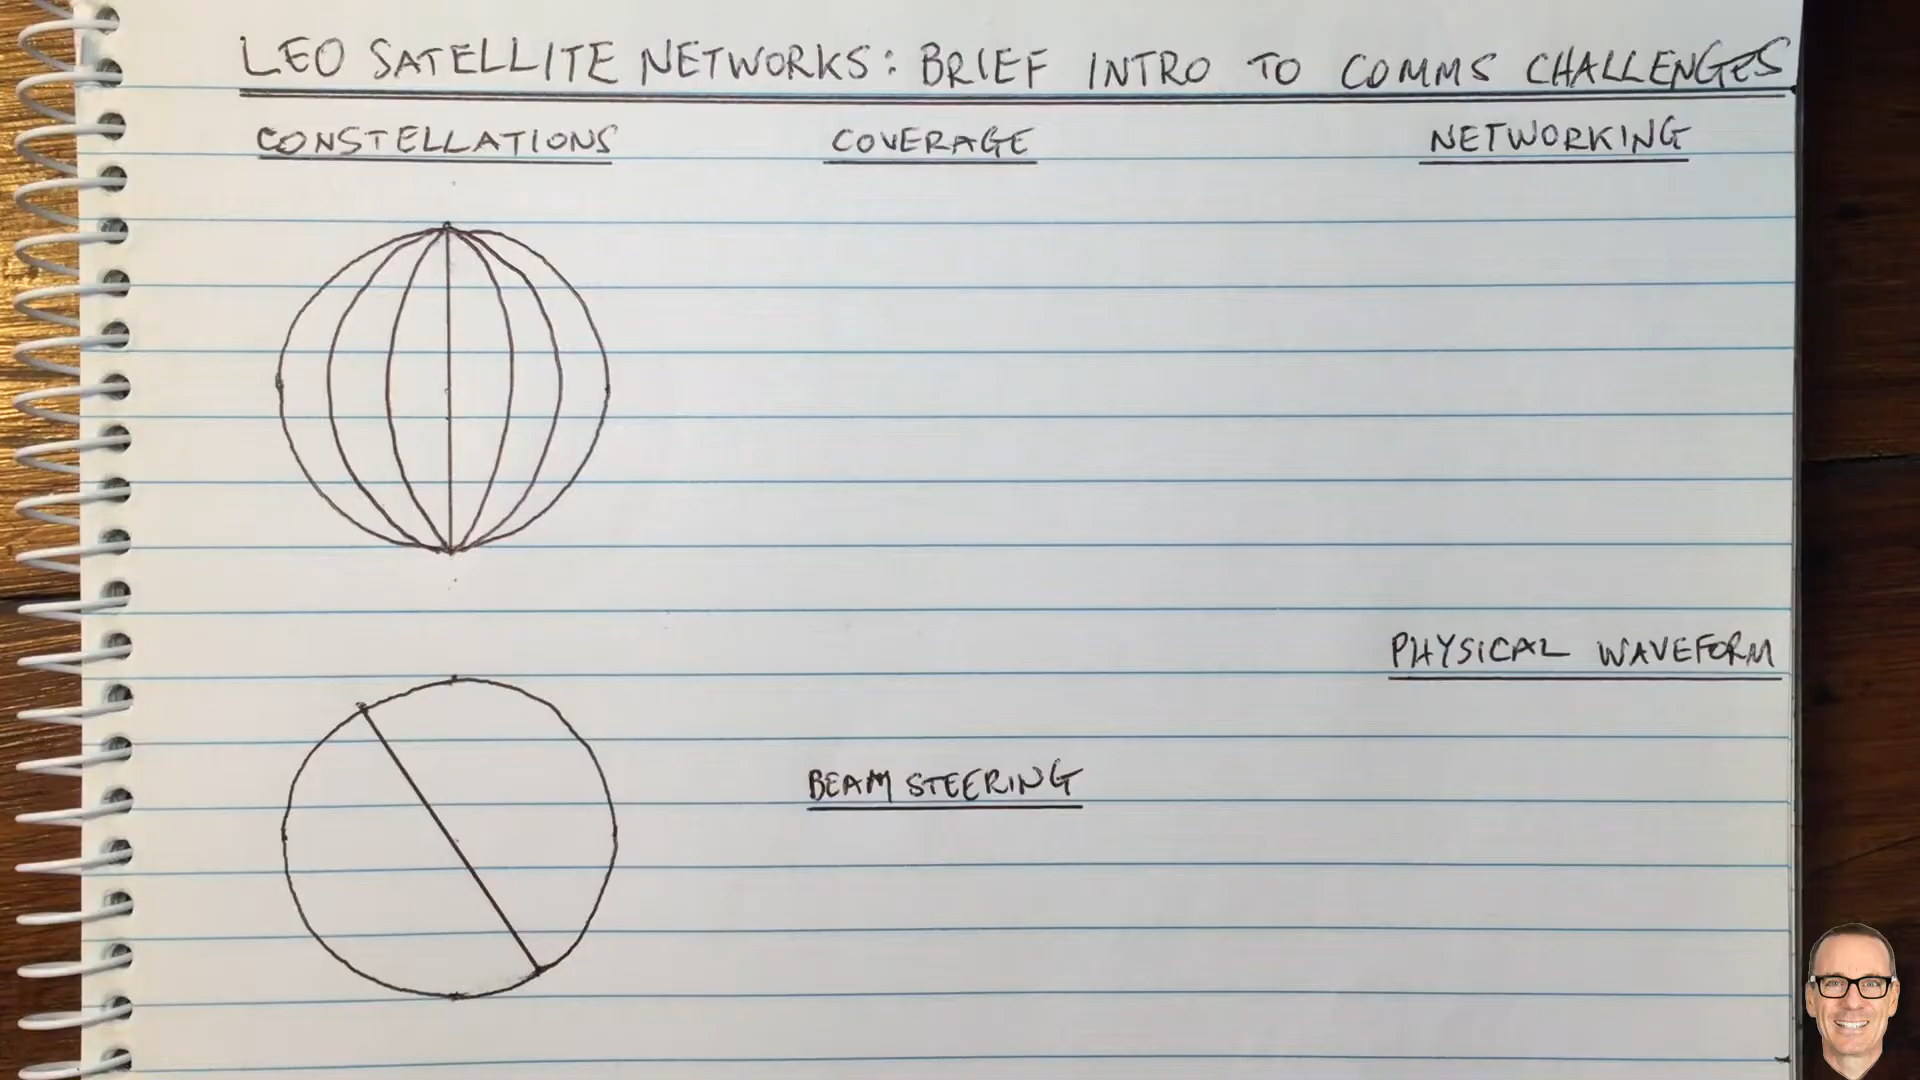 LEO SATELLITE NETWORKS: BRIEF INTRO TO COMMS CHALLENGES
CONSTELLATIONS
COVERAGE
NETWORKING
PHYSICAL WAVEFORM
BEAM STEERING